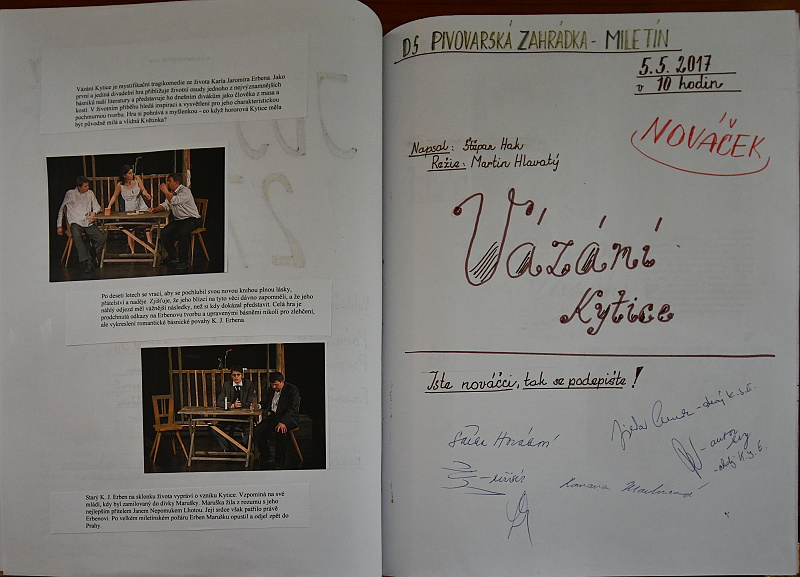 Vázání Kytice je mystifikační tragikomedie ze života Karla Jaromíra Erbena. Jako
první a jediná divadelní hra přibližuje životní osudy jednoho z nejvýznamnějších
básníků naší literatury a představuje ho dnešním divákům jako člověka z masa a
kostí. V životním příběhu hledá inspiraci a vysvětlení pro jeho charakteristickou
pochmurnou tvorbu. Hra si pohrává s myšlenkou - co když hororová Kytice měla
být původně milá a vlídná Květinka?
Po deseti letech se vrací, aby se pochlubil svou novou knihou plnou lásky,
přátelství a naděje. Zjišťuje, že jeho blízcí na tyto věci dávno zapomněli, a že jeho
náhlý odjezd měl vážnější následky, než si kdy dokázal představit. Celá hra je
prodchnutá odkazy na Erbenovu tvorbu a upravenými básněmi nikoli pro zlehčení,
ale vykreslení romantické básnické povahy K. J. Erbena.
Starý K. J. Erben na sklonku života vypráví o vzniku Kytice. Vzpomíná na své
mládí, kdy byl zamilovaný do dívky Marušky. Maruška žila z rozumu s jeho
nejlepším přítelem Janem Nepomukem Lhotou. Její srdce však patřilo právě
Erbenovi. Po velkém miletínském požáru Erben Marušku opustil a odjel zpět do
Prahy.
DS PIVOVARSKÁ ZAHRÁDKA - MILETÍN
5.5. 2017
v 10 hodin
NOVÁČEK
Napsal: Štěpan Hak
Režie: Martin Hlavatý
Vázání
Kytice
Jste nováčci, tak se podepište!
- starý K.J.E.
- autor
- režisér